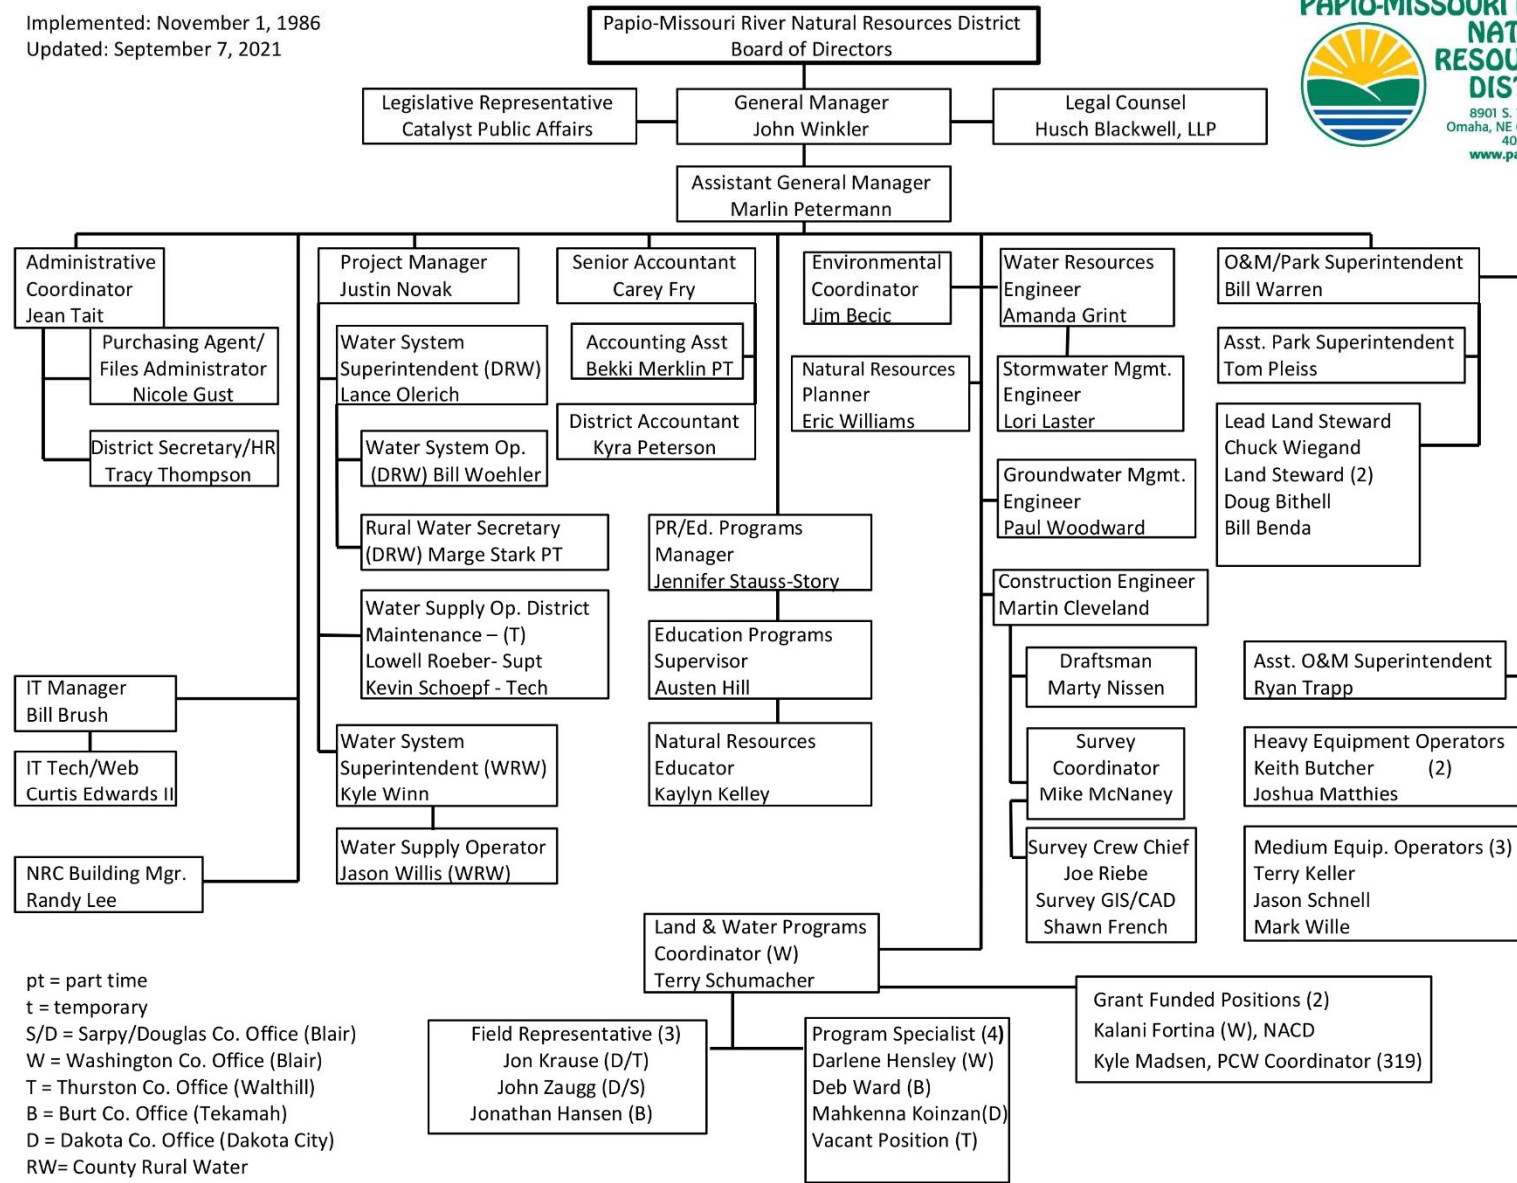 Implemented: November 1, 1986
Updated: September 7, 2021
Papio-Missouri River Natural Resources District
Board of Directors
Legislative Representative
Catalyst Public Affairs
General Manager
John Winkler
Legal Counsel
Husch Blackwell, LLP
PAPIO-MISSOURI
8901 S.
Omaha, NE
Assistant General Manager
Marlin Petermann
Administrative
Coordinator
Jean Tait
Purchasing Agent/
Files Administrator
Nicole Gust
District Secretary/HR
Tracy Thompson
IT Manager
Bill Brush
IT Tech/Web
Curtis Edwards II
NRC Building Mgr.
Randy Lee
Project Manager
Justin Novak
Water System
Superintendent (DRW)
Lance Olerich
Water System Op.
(DRW) Bill Woehler
Rural Water Secretary
(DRW) Marge Stark PT
Water Supply Op. District
Maintenance – (T)
Lowell Roeber- Supt
Kevin Schoepf - Tech
Water System
Superintendent (WRW)
Kyle Winn
Water Supply Operator
Jason Willis (WRW)
Senior Accountant
Carey Fry
Accounting Asst
Bekki Merklin PT
District Accountant
Kyra Peterson
PR/Ed. Programs
Manager
Jennifer Stauss-Story
Education Programs
Supervisor
Austen Hill
Natural Resources
Educator
Kaylyn Kelley
Environmental
Coordinator
Jim Becic
Natural Resources
Planner
Eric Williams
Water Resources
Engineer
Amanda Grint
Stormwater Mgmt.
Engineer
Lori Laster
Groundwater Mgmt.
Engineer
Paul Woodward
Construction Engineer
Martin Cleveland
Draftsman
Marty Nissen
Survey
Coordinator
Mike McNaney
Survey Crew Chief
Joe Riebe
Survey GIS/CAD
Shawn French
O&M/Park Superintendent
Bill Warren
Asst. Park Superintendent
Tom Pleiss
Lead Land Steward
Chuck Wiegand
Land Steward (2)
Doug Bithell
Bill Benda
Asst. O&M Superintendent
Ryan Trapp
Heavy Equipment Operators
Keith Butcher (2)
Joshua Matthies
Medium Equip. Operators (3)
Terry Keller
Jason Schnell
Mark Wille
Land & Water Programs
Coordinator (W)
Terry Schumacher
Field Representative (3)
Jon Krause (D/T)
John Zaugg (D/S)
Jonathan Hansen (B)
Program Specialist (4)
Darlene Hensley (W)
Deb Ward (B)
Mahkenna Koinzan(D)
Vacant Position (T)
Grant Funded Positions (2)
Kalani Fortina (W), NACD
Kyle Madsen, PCW Coordinator (319)
pt = part time
t = temporary
S/D = Sarpy/Douglas Co. Office (Blair)
W = Washington Co. Office (Blair)
T = Thurston Co. Office (Walthill)
B = Burt Co. Office (Tekamah)
D = Dakota Co. Office (Dakota City)
RW= County Rural Water